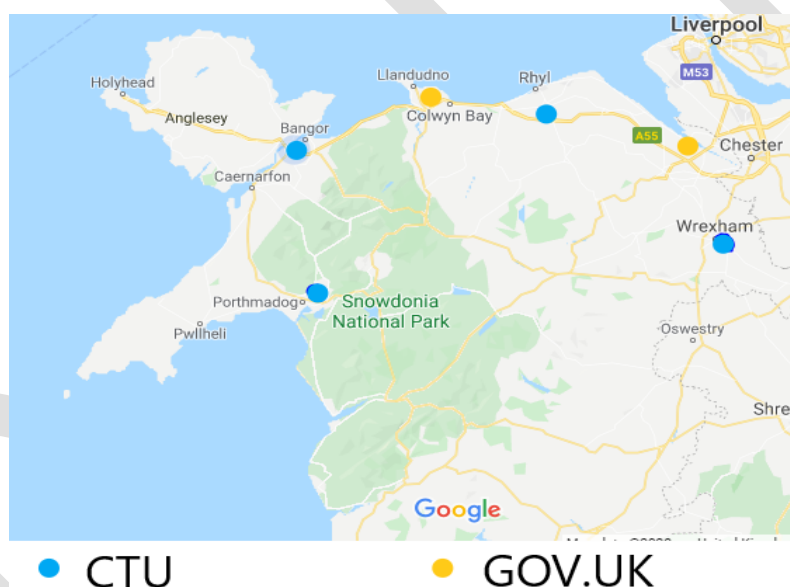 Liverpool
M53
Llandudno
Rhyl
Holyhead
Colwyn Bay
Anglesey
Bangor
A55
Chester
Caernarfon
Wrexham
Porthmadog
Snowdonia
National Park
Pwllheli
Oswestry
Shre
Google
CTU
GOV.UK